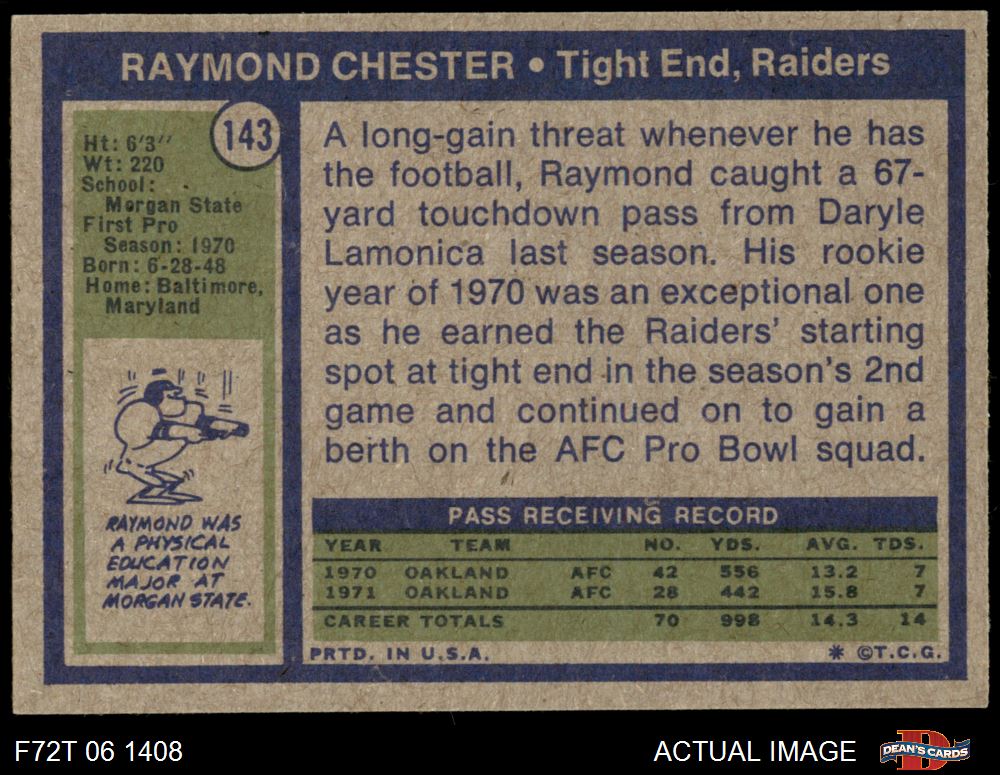 RAYMOND CHESTER • Tight End, Raiders
143
Ht: 6'3''
Wt: 220
School:
Morgan State
First Pro
Season: 1970
Born: 6-28-48
Home: Baltimore,
Maryland
RAYMOND WAS
A PHYSICAL
EDUCATION
MAJOR AT
MORGAN STATE.
A long-gain threat whenever he has
the football, Raymond caught a 67-
yard touchdown pass from Daryle
Lamonica last season. His rookie
year of 1970 was an exceptional one
as he earned the Raiders' starting
spot at tight end in the season's 2nd
game and continued on to gain a
berth on the AFC Pro Bowl squad.
PASS RECEIVING RECORD
YEAR TEAM NO. YDS. AVG. TDS.
1970 OAKLAND AFC 42 556 13.2 7
1971 OAKLAND AFC 28 442 15.8 7
CAREER TOTALS 70 998 14.3 14
PRTD. IN U.S.A. * ©T.C.G.
F72T 06 1408 ACTUAL IMAGE DEAN'S CARDS